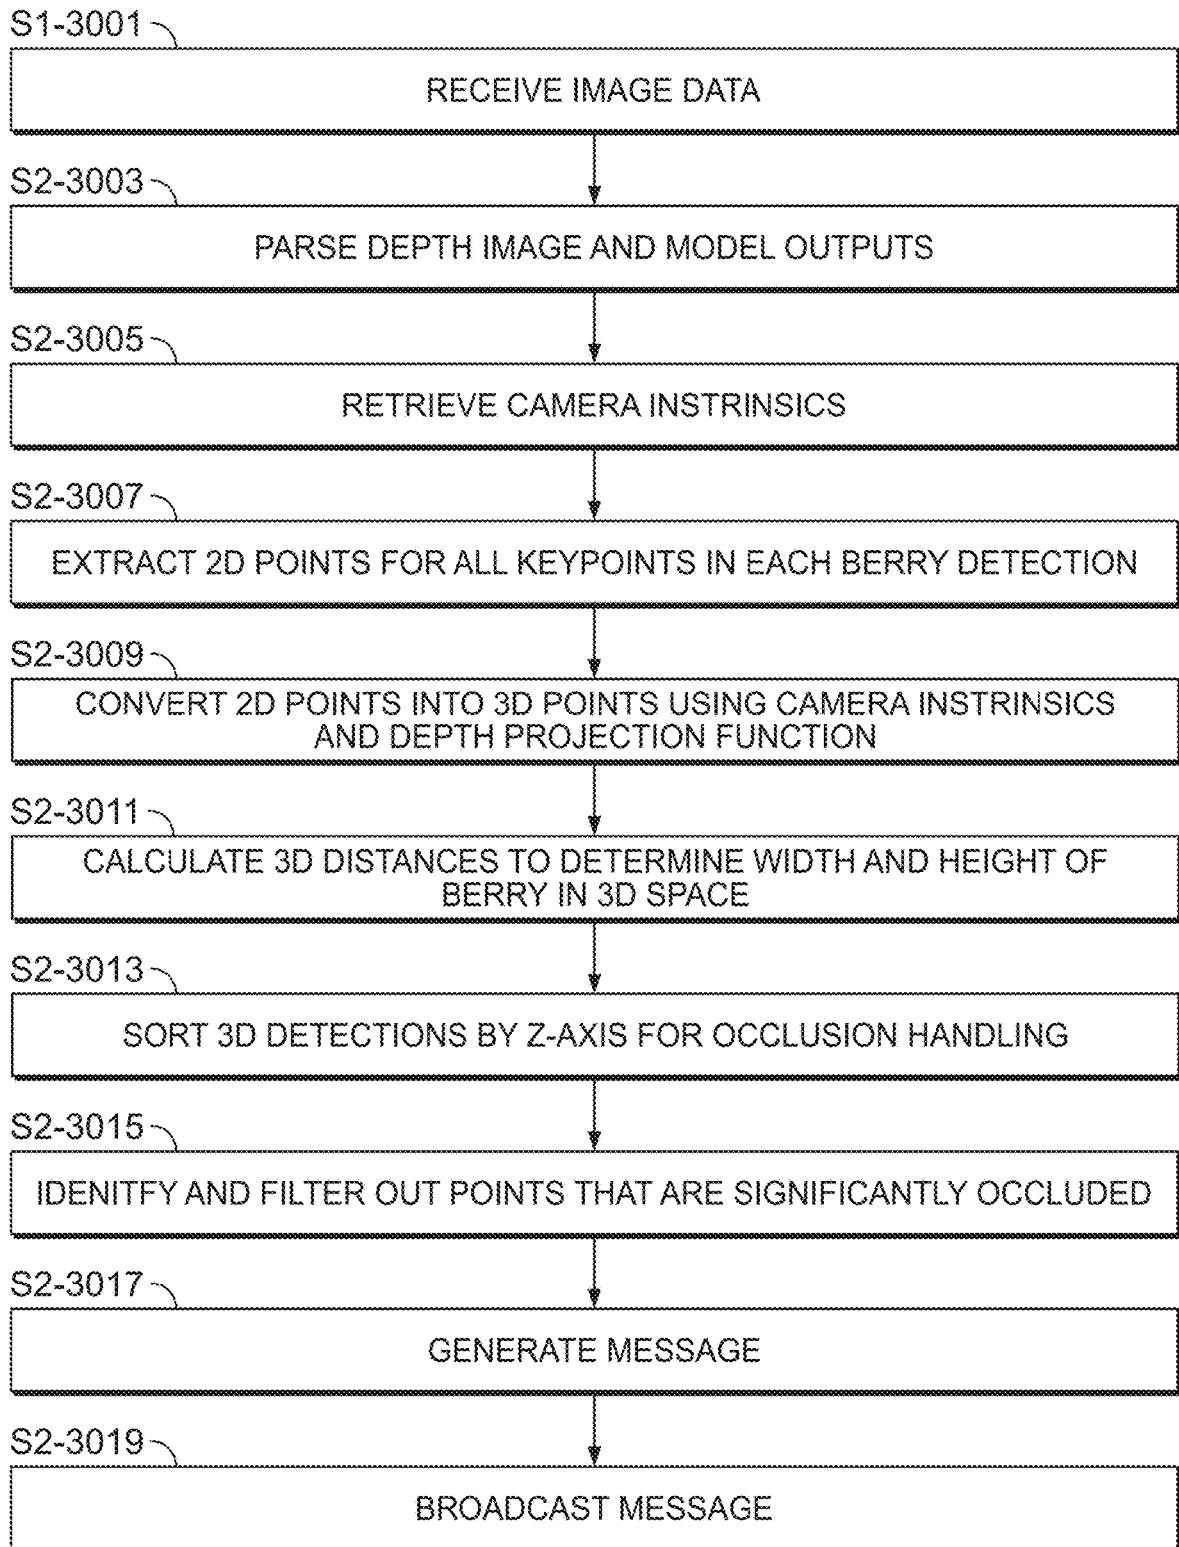 S1-3001
RECEIVE IMAGE DATA
S2-3003
PARSE DEPTH IMAGE AND MODEL OUTPUTS
S2-3005
RETRIEVE CAMERA INSTRINSICS
S2-3007
EXTRACT 2D POINTS FOR ALL KEYPOINTS IN EACH BERRY DETECTION
S2-3009
CONVERT 2D POINTS INTO 3D POINTS USING CAMERA INSTRINSICS
AND DEPTH PROJECTION FUNCTION
S2-3011
CALCULATE 3D DISTANCES TO DETERMINE WIDTH AND HEIGHT OF
BERRY IN 3D SPACE
S2-3013
SORT 3D DETECTIONS BY Z-AXIS FOR OCCLUSION HANDLING
S2-3015
IDENITFY AND FILTER OUT POINTS THAT ARE SIGNIFICANTLY OCCLUDED
S2-3017
GENERATE MESSAGE
S2-3019
BROADCAST MESSAGE